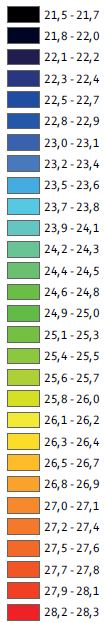 21,5 - 21,7
21,8 - 22,0
22,1 - 22,2
22,3 - 22,4
22,5 - 22,7
22,8 - 22,9
23,0 - 23,1
23,2 - 23,4
23,5 - 23,6
23,7 - 23,8
23,9 - 24,1
24,2 - 24,3
24,4 - 24,5
24,6 - 24,8
24,9 - 25,0
25,1 - 25,3
25,4 - 25,5
25,6 - 25,7
25,8 - 26,0
26,1 - 26,2
26,3 - 26,4
26,5 - 26,7
26,8 - 26,9
27,0 - 27,1
27,2 - 27,4
27,5 - 27,6
27,7 - 27,8
27,9 - 28,1
28,2 - 28,3